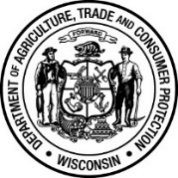 DEPARTMENT OF AGRICULTURE, TRADE AND CONSUMER PROTECTION
FORWARD
• WISCONSIN •